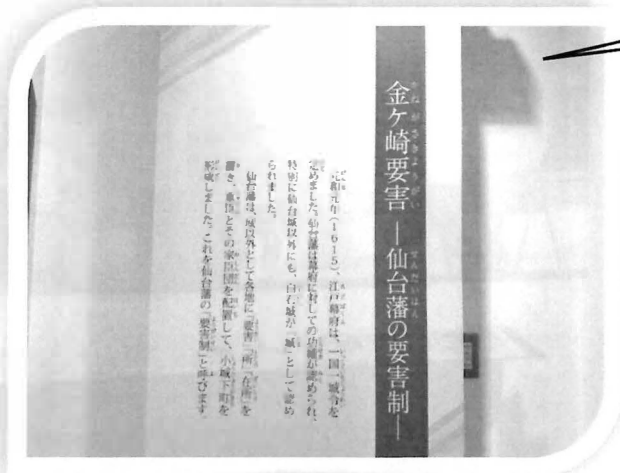 金ケ崎要害 ―仙台藩の要害制―
元和元年(1615)、江戸幕府は、一国一城令を
定めました。仙台藩は幕府に対しての功績が認められ、
特別に仙台城以外にも、白石城が「城」として認め
られました。
仙台藩は、城以外として各地に「要害」「所」「在所」を
置き、重臣とその家臣団を配置して、小城下町を
形成しました。これを仙台藩の「要害制」と呼びます。